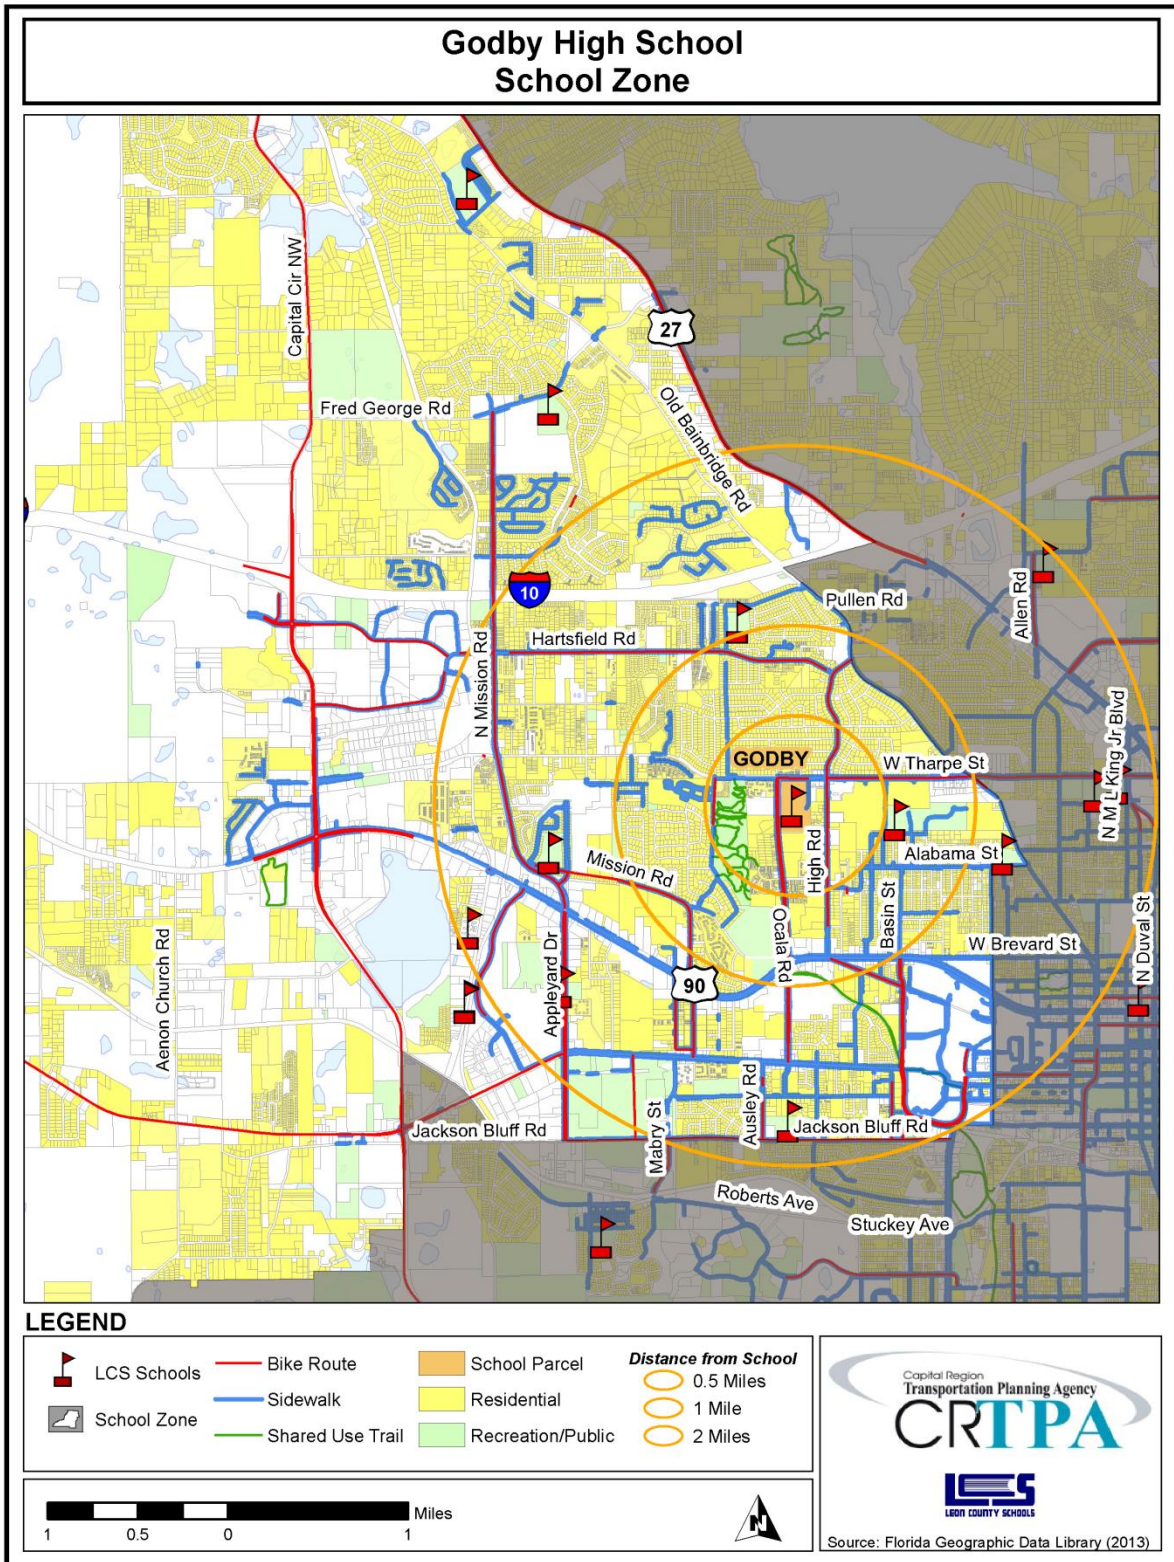 Godby High School
School Zone
27
Capital Cir NW
Fred George Rd
Old Bainbridge Rd
10
Pullen Rd
Allen Rd
Hartsfield Rd
N Mission Rd
N M L King Jr Blvd
GODBY
W Tharpe St
Mission Rd
High Rd
Alabama St
Basin St
Ocala Rd
W Brevard St
N Duval St
Aenon Church Rd
Appleyard Dr
90
Ausley Rd
Mabry St
Jackson Bluff Rd
Jackson Bluff Rd
Roberts Ave
Stuckey Ave
LEGEND
LCS Schools
School Zone
Bike Route
Sidewalk
Shared Use Trail
School Parcel
Residential
Recreation/Public
Distance from School
0.5 Miles
1 Mile
2 Miles
1 0.5 0 1 Miles
N
Capital Region
Transportation Planning Agency
CRTPA
LCS
LEON COUNTY SCHOOLS
Source: Florida Geographic Data Library (2013)